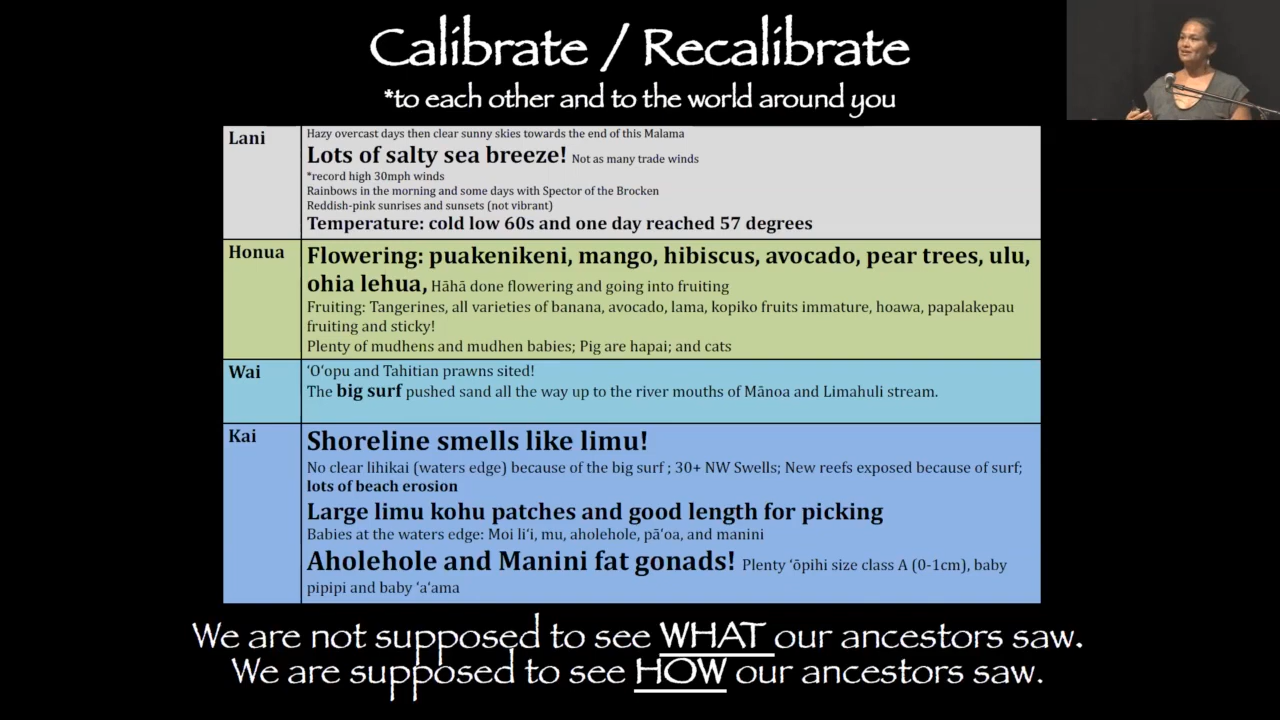 Calibrate / Recalibrate
*to each other and to the world around you
Lani
Hazy overcast days then clear sunny skies towards the end of this Malama
Lots of salty sea breeze! Not as many trade winds
*record high 30mph winds
Rainbows in the morning and some days with Spector of the Brocken
Reddish-pink sunrises and sunsets (not vibrant)
Temperature: cold low 60s and one day reached 57 degrees
Honua
Flowering: puakenikeni, mango, hibiscus, avocado, pear trees, ulu,
ohia lehua, Hāhā done flowering and going into fruiting
Fruiting: Tangerines, all varieties of banana, avocado, lama, kopiko fruits immature, hoawa, papalakepau
fruiting and sticky!
Plenty of mudhens and mudhen babies; Pig are hapai; and cats
Wai
ʻOʻopu and Tahitian prawns sited!
The big surf pushed sand all the way up to the river mouths of Mānoa and Limahuli stream.
Kai
Shoreline smells like limu!
No clear lihikai (waters edge) because of the big surf ; 30+ NW Swells; New reefs exposed because of surf;
lots of beach erosion
Large limu kohu patches and good length for picking
Babies at the waters edge: Moi liʻi, mu, aholehole, pāʻoa, and manini
Aholehole and Manini fat gonads! Plenty ʻōpihi size class A (0-1cm), baby
pipipi and baby ʻaʻama
We are not supposed to see WHAT our ancestors saw.
We are supposed to see HOW our ancestors saw.